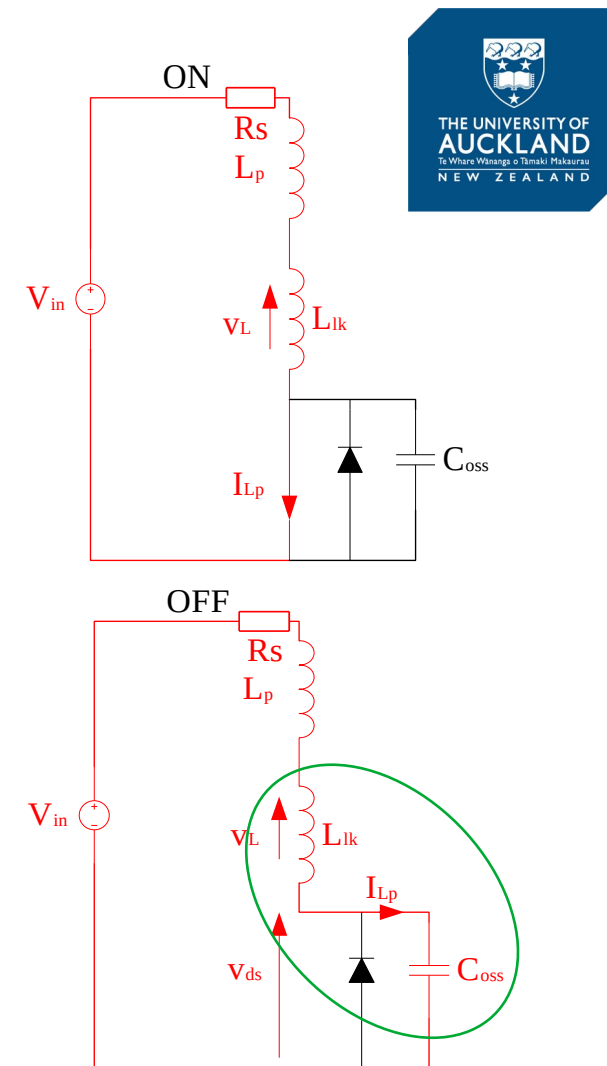 THE UNIVERSITY OF
AUCKLAND
Te Whare Wānanga o Tāmaki Makaurau
NEW ZEALAND
ON
Rs
Lp
Vin
+
−
vL
Llk
ILp
Coss
OFF
Rs
Lp
Vin
+
−
vL
Llk
ILp
vds
Coss